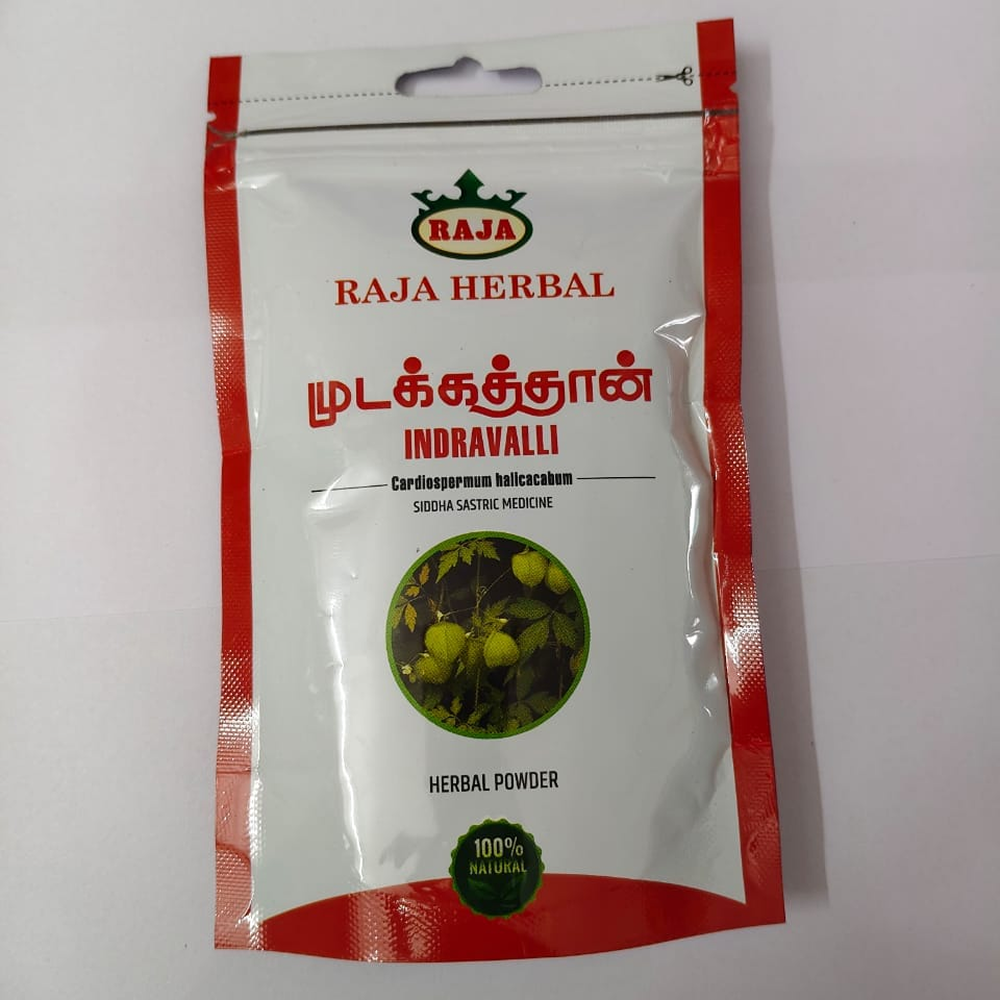 RAJA
RAJA HERBAL
முடக்கத்தான்
INDRAVALLI
Cardiospermum halicacabum
SIDDHA SASTRIC MEDICINE
HERBAL POWDER
100%
NATURAL